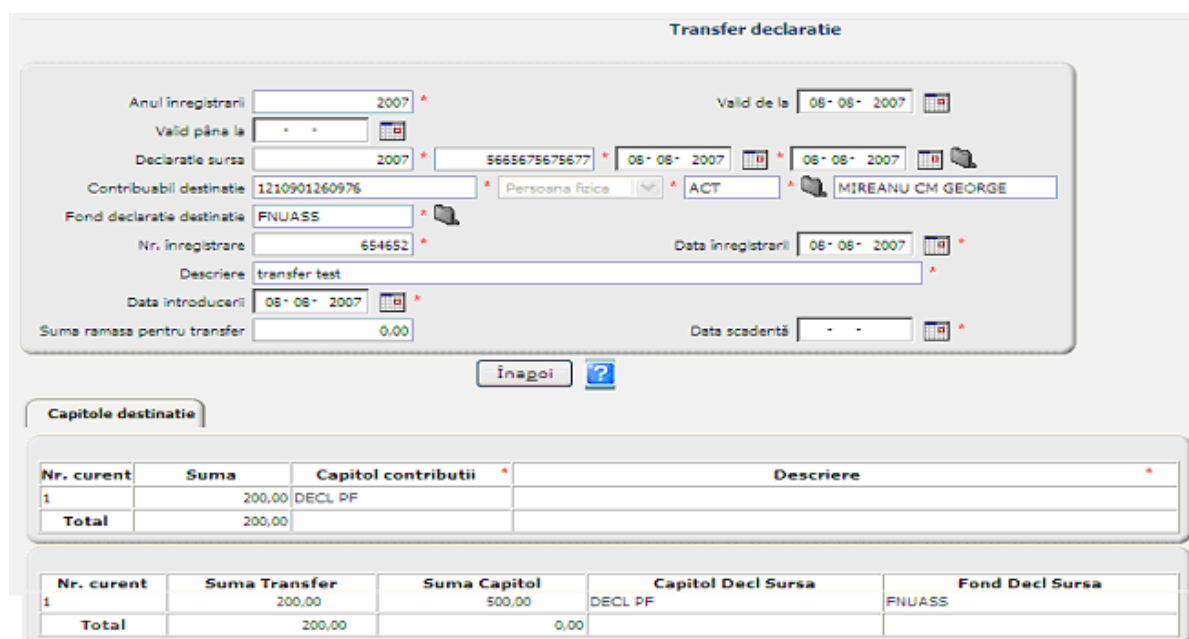 Transfer declaratie
Anul înregistrarii 2007 * Valid de la 08-08- 2007
Valid pâna la - -
Declaratie sursa 2007 * 5665675675677 * 08-08- 2007 * 08-08- 2007
Contribuabil destinatie 1210901260976 * Persoana fizica * ACT * MIREANU CM GEORGE
Fond declaratie destinatie FNUASS *
Nr. înregistrare 654652 * Data înregistrarii 08-08- 2007 *
Descriere transfer test *
Data introducerii 08-08- 2007 *
Suma ramasa pentru transfer 0,00 Data scadentă - - *
Înapoi ?
Capitole destinatie
Nr. curent Suma Capitol contributii * Descriere *
1 200,00 DECL PF
Total 200,00
Nr. curent Suma Transfer Suma Capitol Capitol Decl Sursa Fond Decl Sursa
1 200,00 500,00 DECL PF FNUASS
Total 200,00 0,00